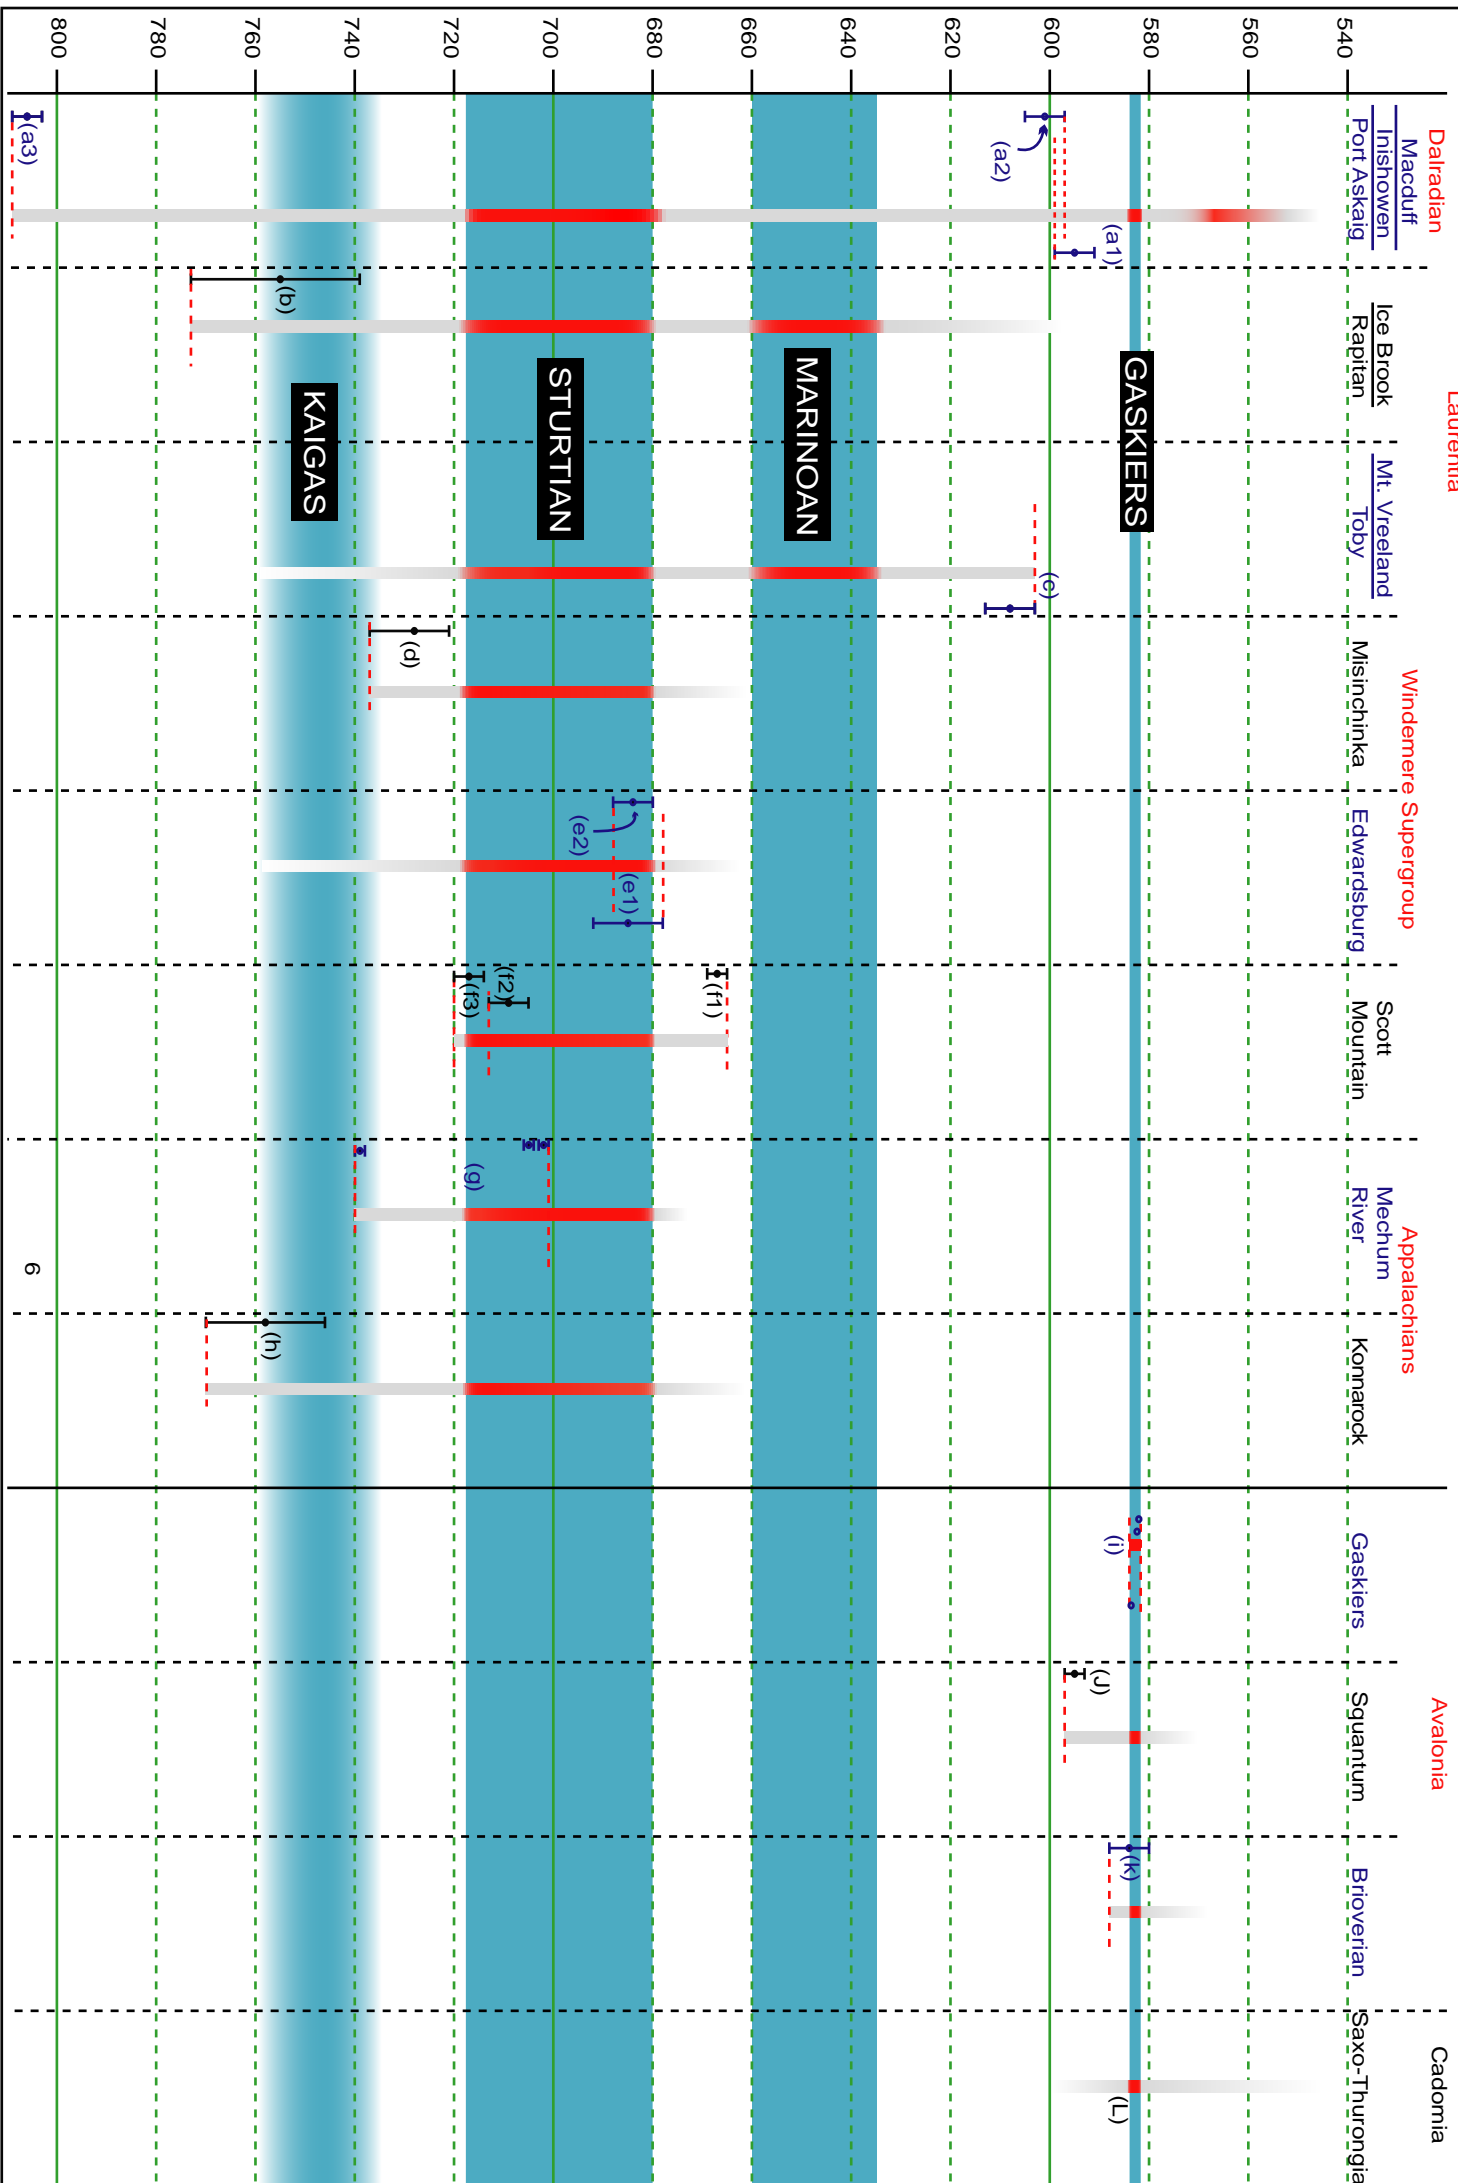 Laurentia
Avalonia
Cadomia
Dalradian
Windemere Supergroup
Appalachians
Macduff
Inishowen
Port Askaig
Ice Brook
Rapitan
Mt. Vreeland
Toby
Misinchinka
Edwardsburg
Scott
Mountain
Mechum
River
Konnarock
Gaskiers
Squantum
Brioverian
Saxo-Thurongia
540
560
580
600
620
640
660
680
700
720
740
760
780
800
GASKIERS
MARINOAN
STURTIAN
KAIGAS
(a1)
(a2)
(a3)
(b)
(c)
(d)
(e1)
(e2)
(f1)
(f2)
(f3)
(g)
(h)
(i)
(J)
(k)
(L)
6